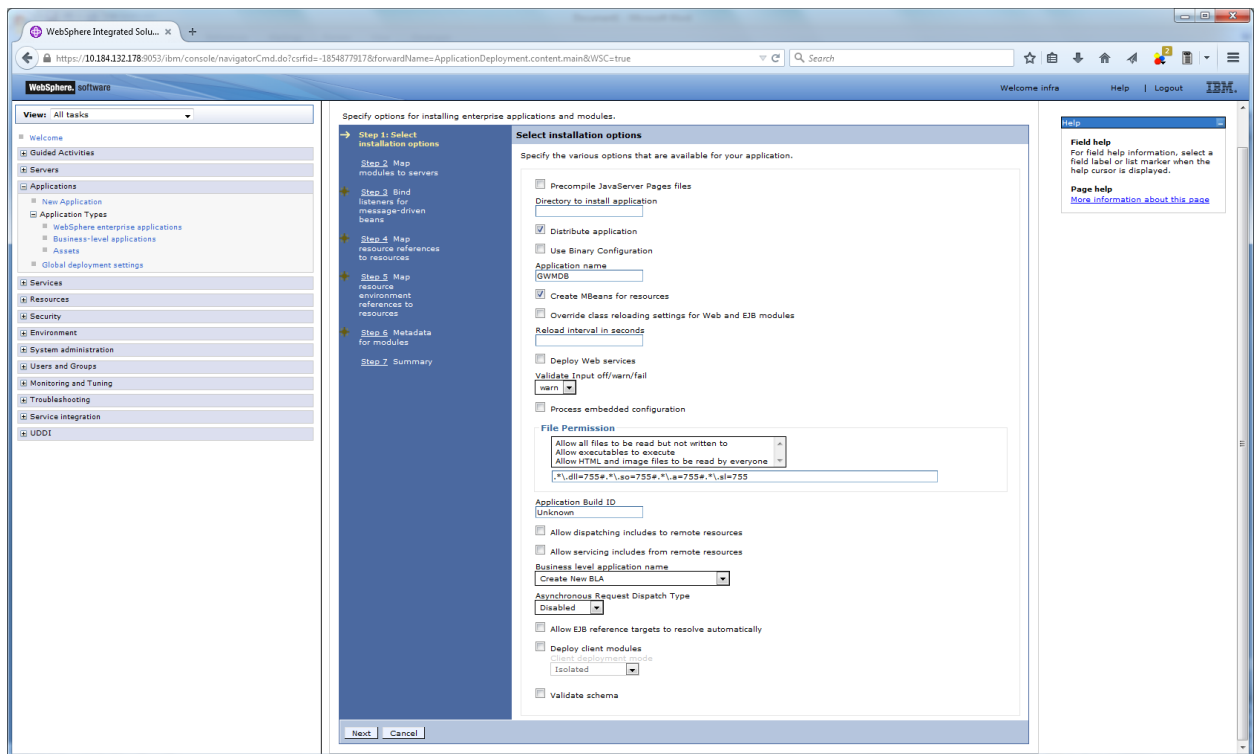 WebSphere Integrated Solu... × +
https://10.184.132.178:9053/ibm/console/navigatorCmd.do?csrfid=-1854877917&forwardName=ApplicationDeployment.content.main&WSC=true
Search
2
WebSphere. software
Welcome infra
Help | Logout
IBM.
View: All tasks
Welcome
Guided Activities
Servers
Applications
New Application
Application Types
WebSphere enterprise applications
Business-level applications
Assets
Global deployment settings
Services
Resources
Security
Environment
System administration
Users and Groups
Monitoring and Tuning
Troubleshooting
Service integration
UDDI
Specify options for installing enterprise applications and modules.
Step 1: Select
installation options
Step 2 Map
modules to servers
Step 3 Bind
listeners for
message-driven
beans
Step 4 Map
resource references
to resources
Step 5 Map
resource
environment
references to
resources
Step 6 Metadata
for modules
Step 7 Summary
Select installation options
Specify the various options that are available for your application.
Precompile JavaServer Pages files
Directory to install application
Distribute application
Use Binary Configuration
Application name
GWMDB
Create MBeans for resources
Override class reloading settings for Web and EJB modules
Reload interval in seconds
Deploy Web services
Validate Input off/warn/fail
warn
Process embedded configuration
File Permission
Allow all files to be read but not written to
Allow executables to execute
Allow HTML and image files to be read by everyone
.*\.dll=755#.*\.so=755#.*\.a=755#.*\.sl=755
Application Build ID
Unknown
Allow dispatching includes to remote resources
Allow servicing includes from remote resources
Business level application name
Create New BLA
Asynchronous Request Dispatch Type
Disabled
Allow EJB reference targets to resolve automatically
Deploy client modules
Client deployment mode
Isolated
Validate schema
Next Cancel
Help
Field help
For field help information, select a
field label or list marker when the
help cursor is displayed.
Page help
More information about this page